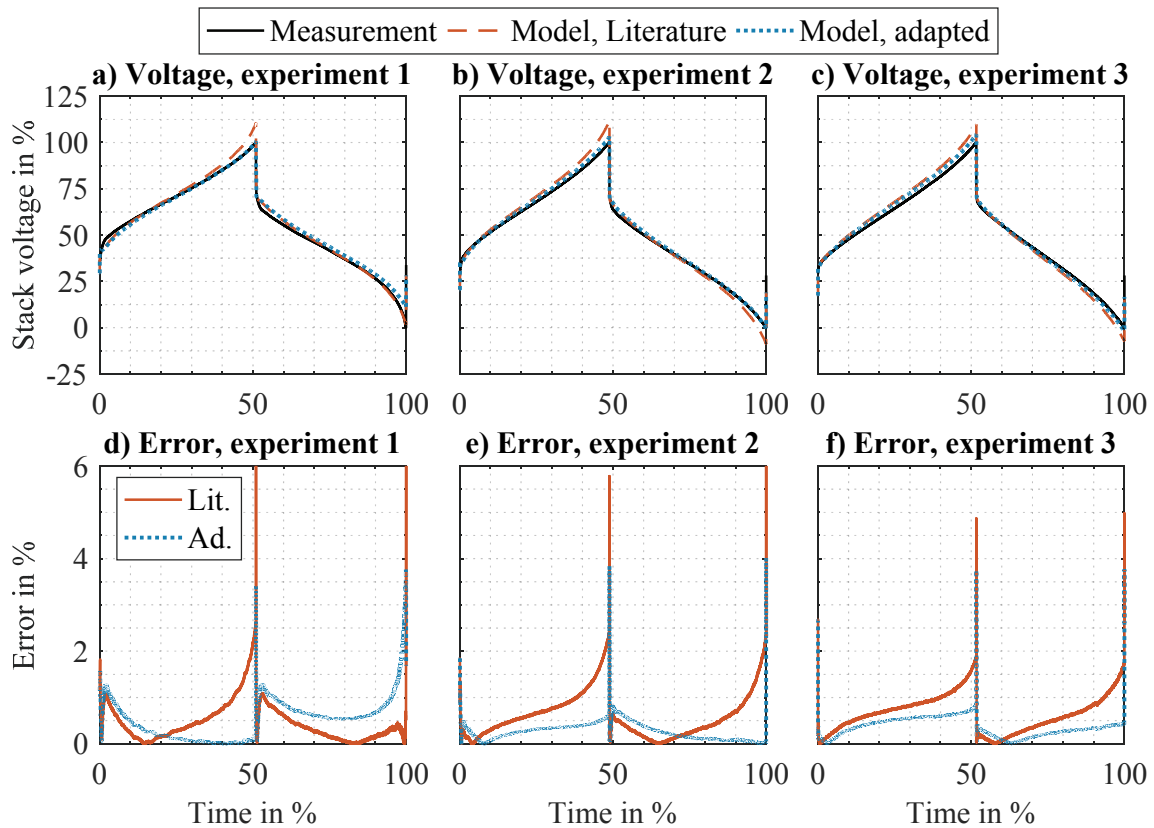 Measurement Model, Literature Model, adapted
a) Voltage, experiment 1 b) Voltage, experiment 2 c) Voltage, experiment 3
Stack voltage in %
125
100
75
50
25
0
-25
0 50 100 0 50 100 0 50 100
d) Error, experiment 1 e) Error, experiment 2 f) Error, experiment 3
Error in %
6
4
2
0
Lit.
Ad.
0 50 100 0 50 100 0 50 100
Time in % Time in % Time in %